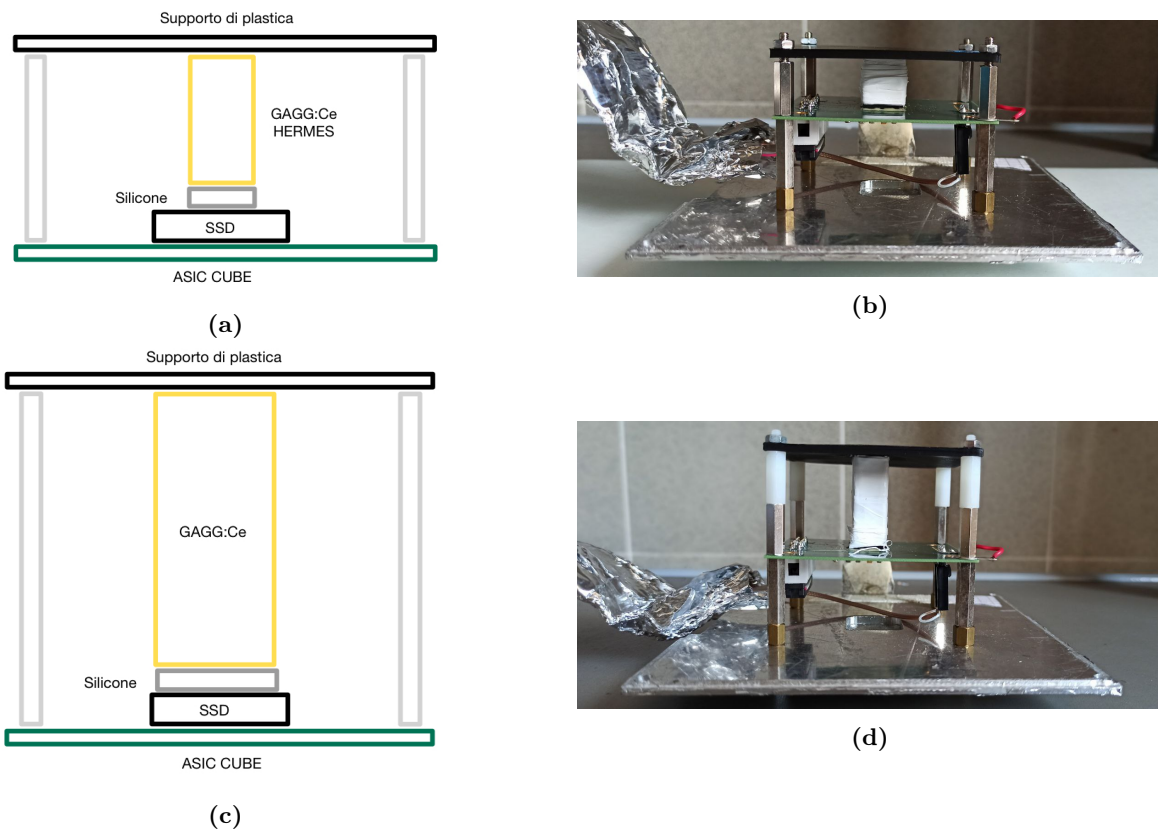 Supporto di plastica
GAGG:Ce
HERMES
Silicone
SSD
ASIC CUBE
(a)
(b)
Supporto di plastica
GAGG:Ce
Silicone
SSD
ASIC CUBE
(c)
(d)